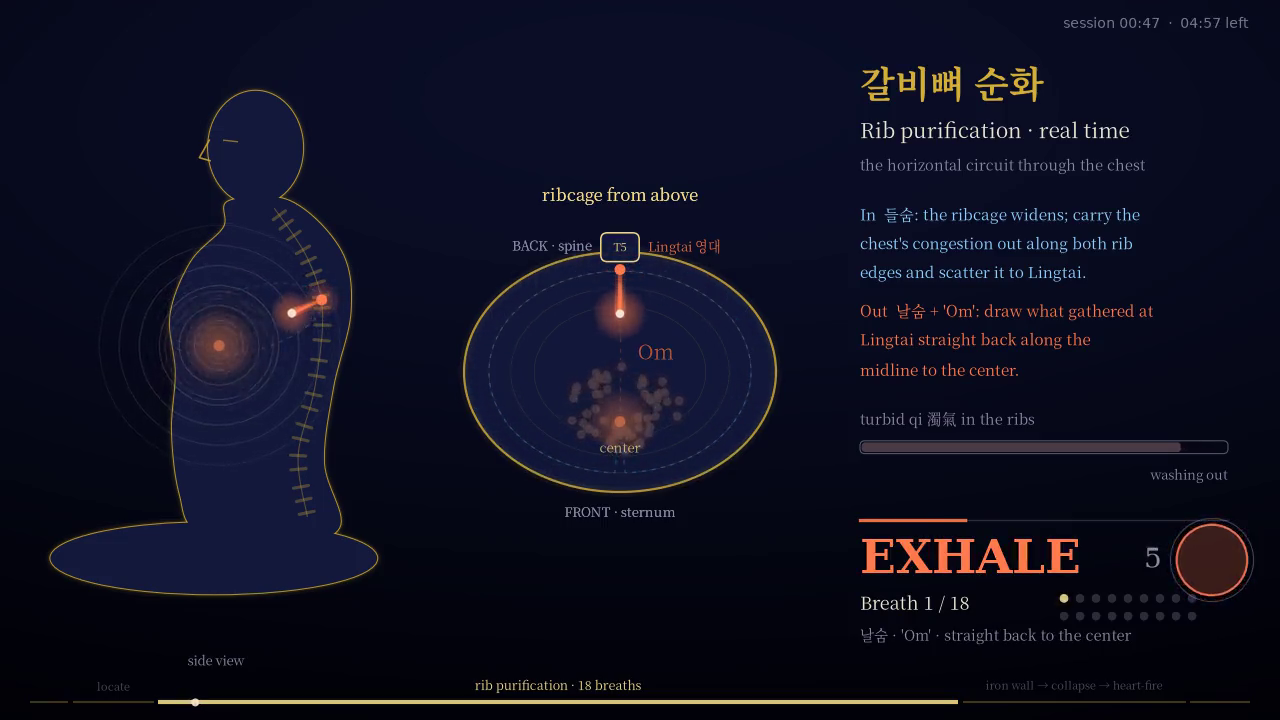 session 00:47 · 04:57 left
갈비뼈 순화
Rib purification · real time
the horizontal circuit through the chest
ribcage from above
In 들숨: the ribcage widens; carry the
chest's congestion out along both rib
edges and scatter it to Lingtai.
BACK · spine T5 Lingtai 영대
Out 날숨 + 'Om': draw what gathered at
Lingtai straight back along the
midline to the center.
Om
turbid qi 濁氣 in the ribs
center
washing out
FRONT · sternum
EXHALE 5
Breath 1 / 18
날숨 · 'Om' · straight back to the center
side view
locate
rib purification · 18 breaths
iron wall → collapse → heart-fire